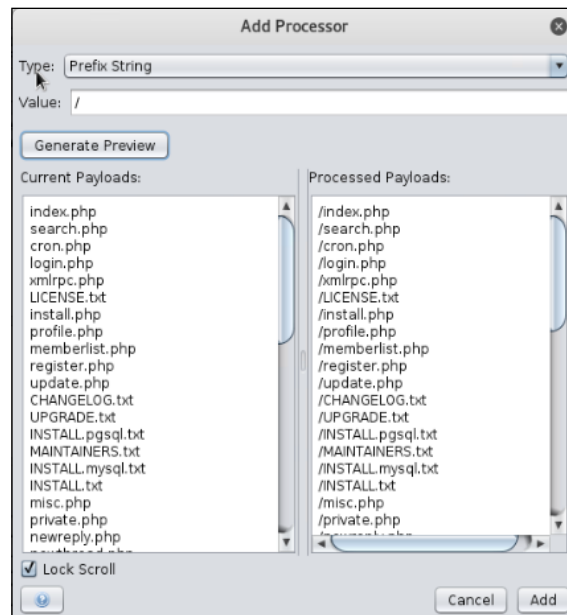 Add Processor
Type: Prefix String
Value: /
Generate Preview
Current Payloads:
index.php
search.php
cron.php
login.php
xmlrpc.php
LICENSE.txt
install.php
profile.php
memberlist.php
register.php
update.php
CHANGELOG.txt
UPGRADE.txt
INSTALL.pgsql.txt
MAINTAINERS.txt
INSTALL.mysql.txt
INSTALL.txt
misc.php
private.php
newreply.php
Processed Payloads:
/index.php
/search.php
/cron.php
/login.php
/xmlrpc.php
/LICENSE.txt
/install.php
/profile.php
/memberlist.php
/register.php
/update.php
/CHANGELOG.txt
/UPGRADE.txt
/INSTALL.pgsql.txt
/MAINTAINERS.txt
/INSTALL.mysql.txt
/INSTALL.txt
/misc.php
/private.php
/newreply.php
Lock Scroll
Cancel
Add